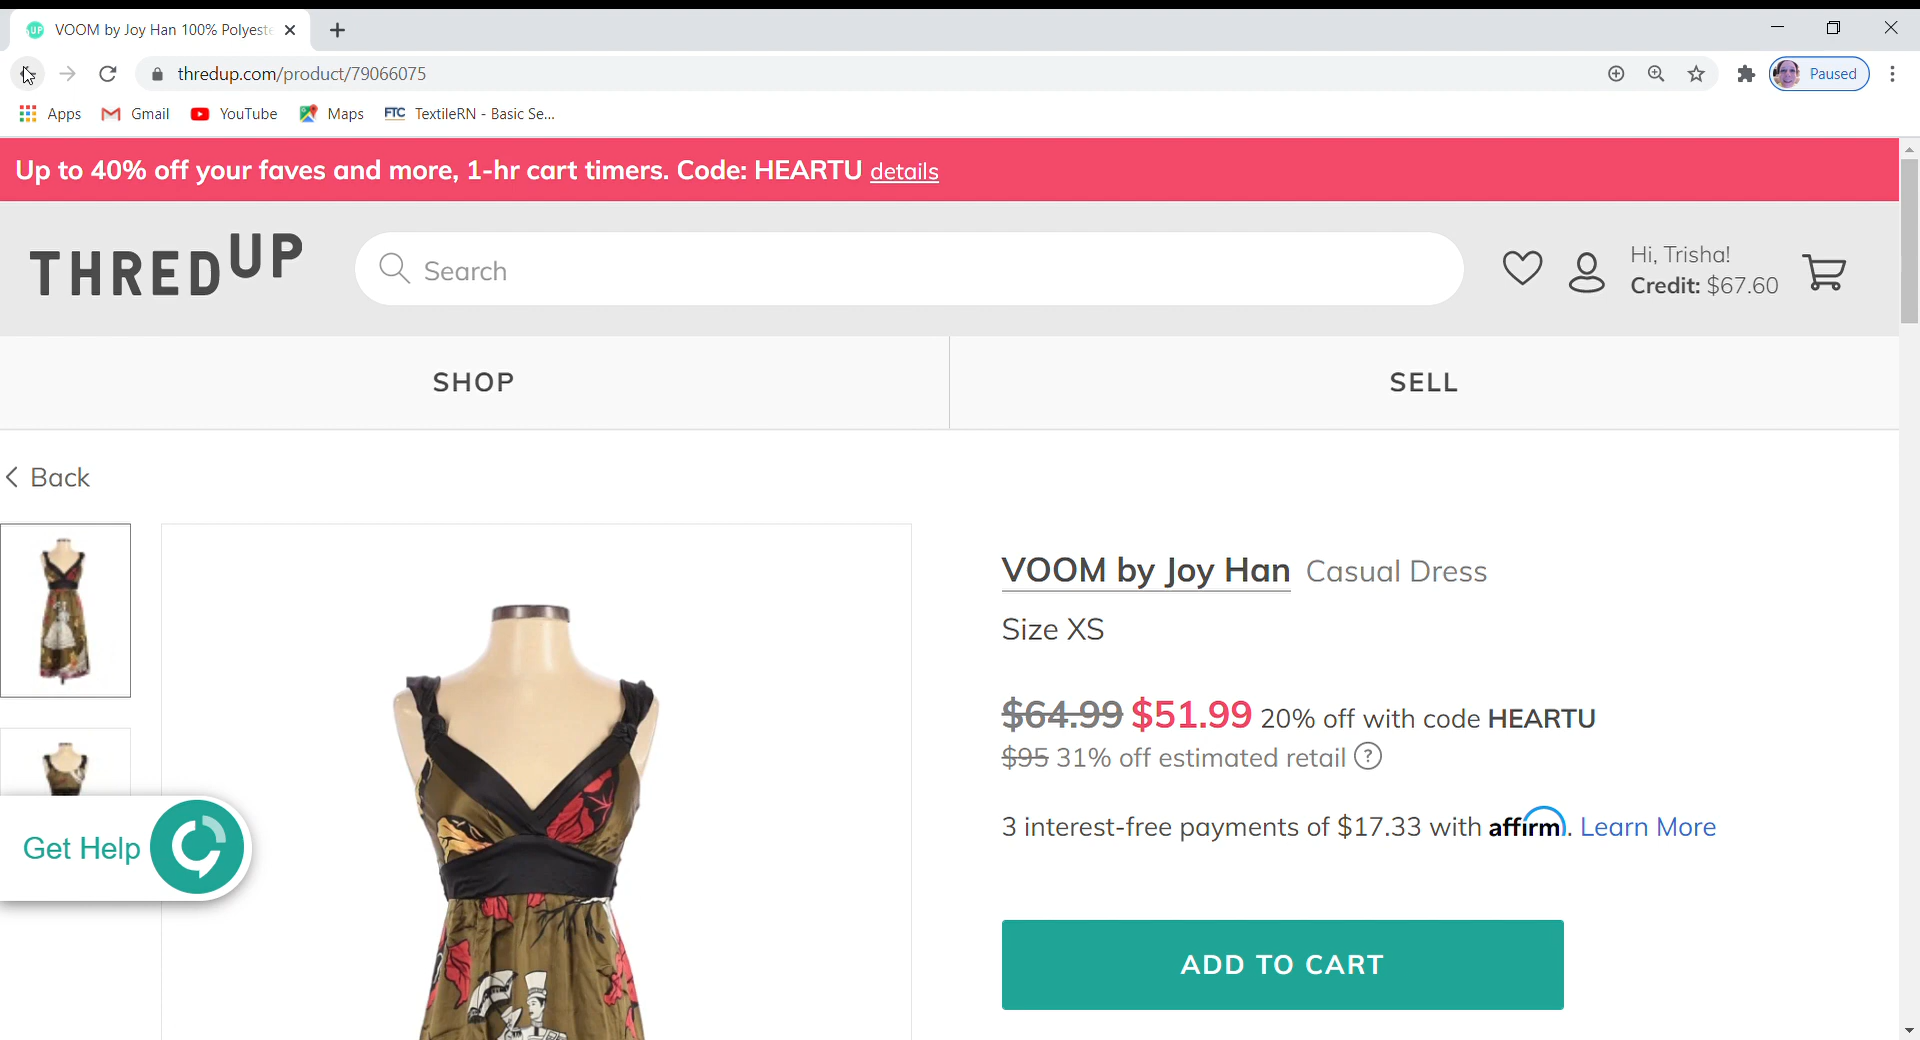 VOOM by Joy Han 100% Polyeste
thredup.com/product/79066075
Paused
Apps
Gmail
YouTube
Maps
FTC TextileRN - Basic Se...
Up to 40% off your faves and more, 1-hr cart timers. Code: HEARTU details
THREDUP
Search
Hi, Trisha!
Credit: $67.60
SHOP
SELL
< Back
VOOM by Joy Han Casual Dress
Size XS
$64.99 $51.99 20% off with code HEARTU
$95 31% off estimated retail ?
3 interest-free payments of $17.33 with affirm. Learn More
Get Help
ADD TO CART